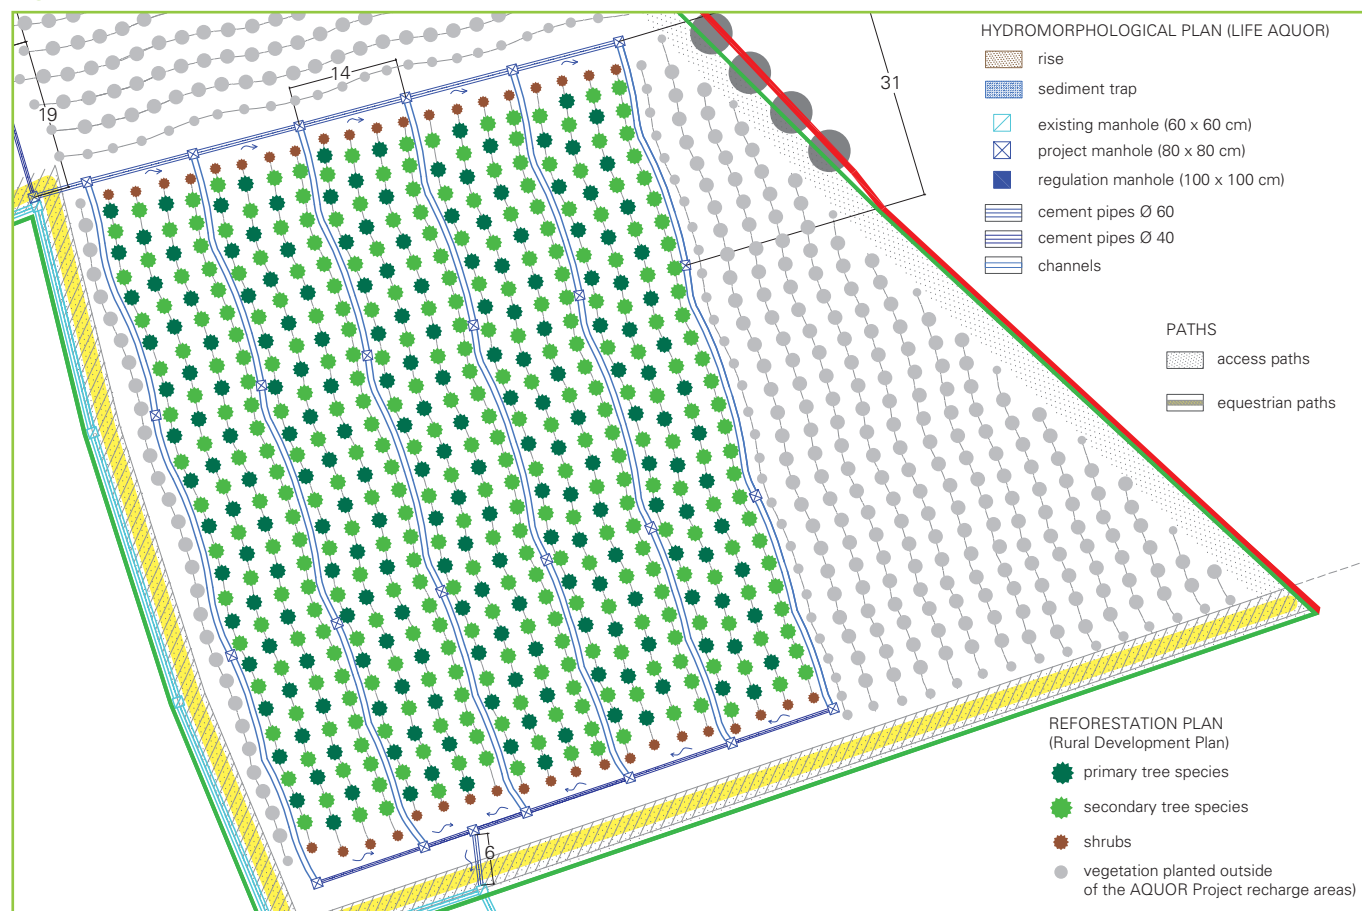 14
19
31
6
HYDROMORPHOLOGICAL PLAN (LIFE AQUOR)
rise
sediment trap
existing manhole (60 x 60 cm)
project manhole (80 x 80 cm)
regulation manhole (100 x 100 cm)
cement pipes Ø 60
cement pipes Ø 40
channels
PATHS
access paths
equestrian paths
REFORESTATION PLAN
(Rural Development Plan)
primary tree species
secondary tree species
shrubs
vegetation planted outside
of the AQUOR Project recharge areas)